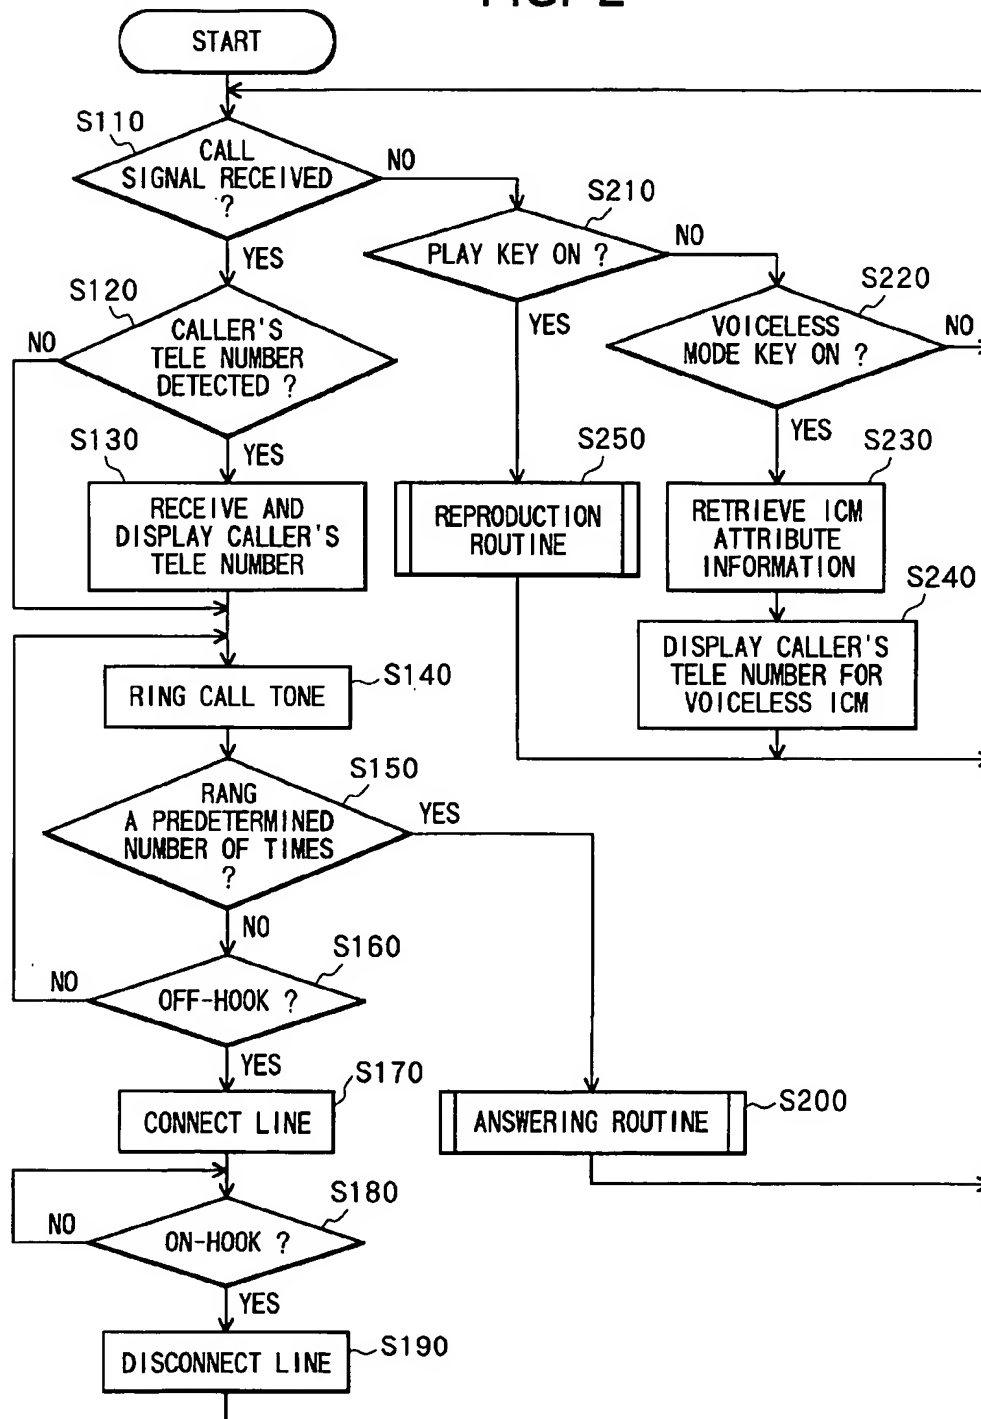 FIG. 2
START
S110
CALL
SIGNAL RECEIVED
?
NO
YES
S210
PLAY KEY ON ?
NO
YES
S120
CALLER'S
TELE NUMBER
DETECTED ?
NO
YES
S220
VOICELESS
MODE KEY ON ?
NO
YES
S130
RECEIVE AND
DISPLAY CALLER'S
TELE NUMBER
S250
REPRODUCTION
ROUTINE
S230
RETRIEVE ICM
ATTRIBUTE
INFORMATION
S240
DISPLAY CALLER'S
TELE NUMBER FOR
VOICELESS ICM
RING CALL TONE
S140
S150
RANG
A PREDETERMINED
NUMBER OF TIMES
?
YES
NO
S160
OFF-HOOK ?
NO
YES
S170
CONNECT LINE
ANSWERING ROUTINE
S200
S180
ON-HOOK ?
NO
YES
DISCONNECT LINE
S190